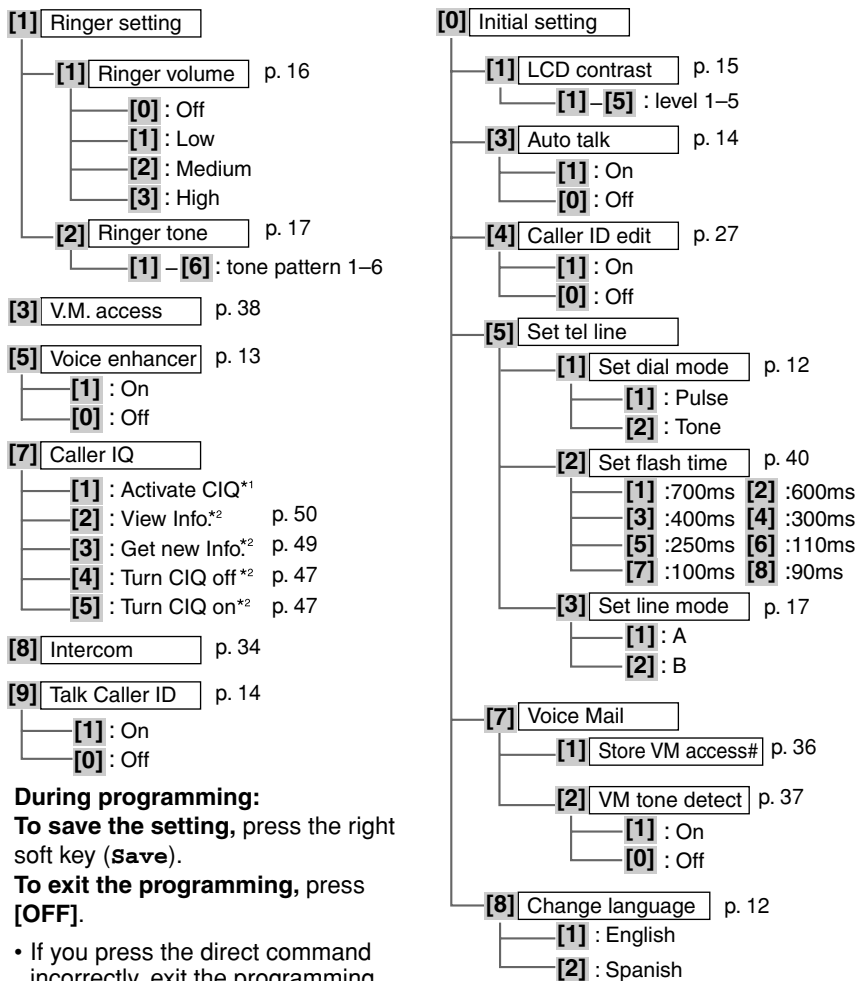 [1] Ringer setting
[1] Ringer volume p. 16
[0] : Off
[1] : Low
[2] : Medium
[3] : High
[2] Ringer tone p. 17
[1] – [6] : tone pattern 1–6
[3] V.M. access p. 38
[5] Voice enhancer p. 13
[1] : On
[0] : Off
[7] Caller IQ
[1] : Activate CIQ*1
[2] : View Info.*2 p. 50
[3] : Get new Info.*2 p. 49
[4] : Turn CIQ off*2 p. 47
[5] : Turn CIQ on*2 p. 47
[8] Intercom p. 34
[9] Talk Caller ID p. 14
[1] : On
[0] : Off
During programming:
To save the setting, press the right
soft key (Save).
To exit the programming, press
[OFF].
• If you press the direct command
incorrectly, exit the programming
[0] Initial setting
[1] LCD contrast p. 15
[1] – [5] : level 1–5
[3] Auto talk p. 14
[1] : On
[0] : Off
[4] Caller ID edit p. 27
[1] : On
[0] : Off
[5] Set tel line
[1] Set dial mode p. 12
[1] : Pulse
[2] : Tone
[2] Set flash time p. 40
[1] :700ms [2] :600ms
[3] :400ms [4] :300ms
[5] :250ms [6] :110ms
[7] :100ms [8] :90ms
[3] Set line mode p. 17
[1] : A
[2] : B
[7] Voice Mail
[1] Store VM access# p. 36
[2] VM tone detect p. 37
[1] : On
[0] : Off
[8] Change language p. 12
[1] : English
[2] : Spanish